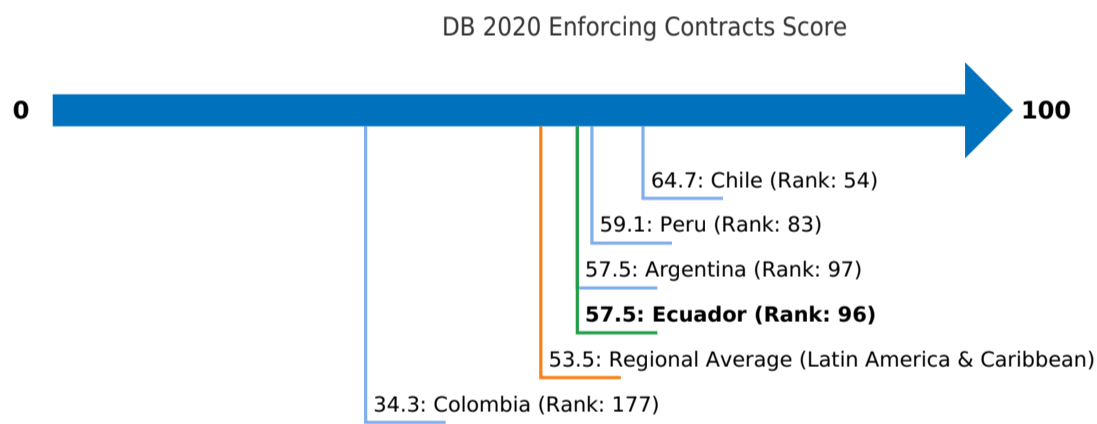 DB 2020 Enforcing Contracts Score
0
100
64.7: Chile (Rank: 54)
59.1: Peru (Rank: 83)
57.5: Argentina (Rank: 97)
57.5: Ecuador (Rank: 96)
53.5: Regional Average (Latin America & Caribbean)
34.3: Colombia (Rank: 177)